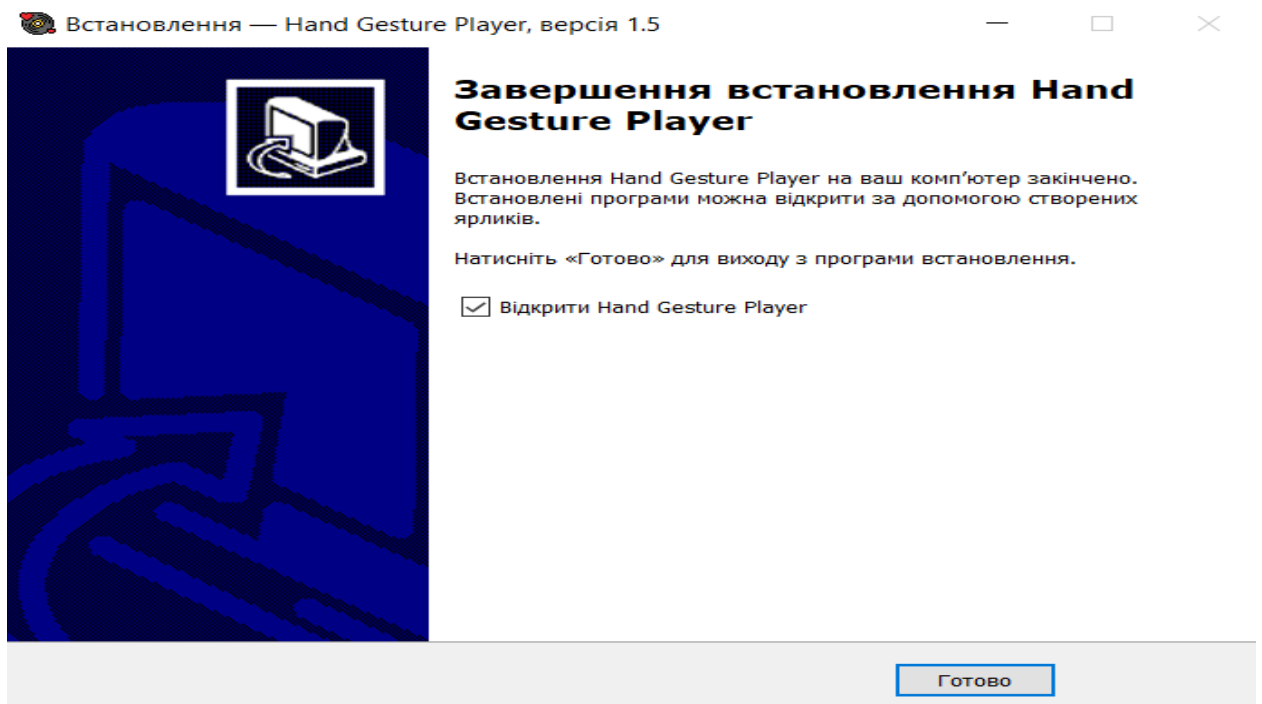 Встановлення — Hand Gesture Player, версія 1.5
Завершення встановлення Hand
Gesture Player
Встановлення Hand Gesture Player на ваш комп’ютер закінчено.
Встановлені програми можна відкрити за допомогою створених
ярликів.
Натисніть «Готово» для виходу з програми встановлення.
Відкрити Hand Gesture Player
Готово